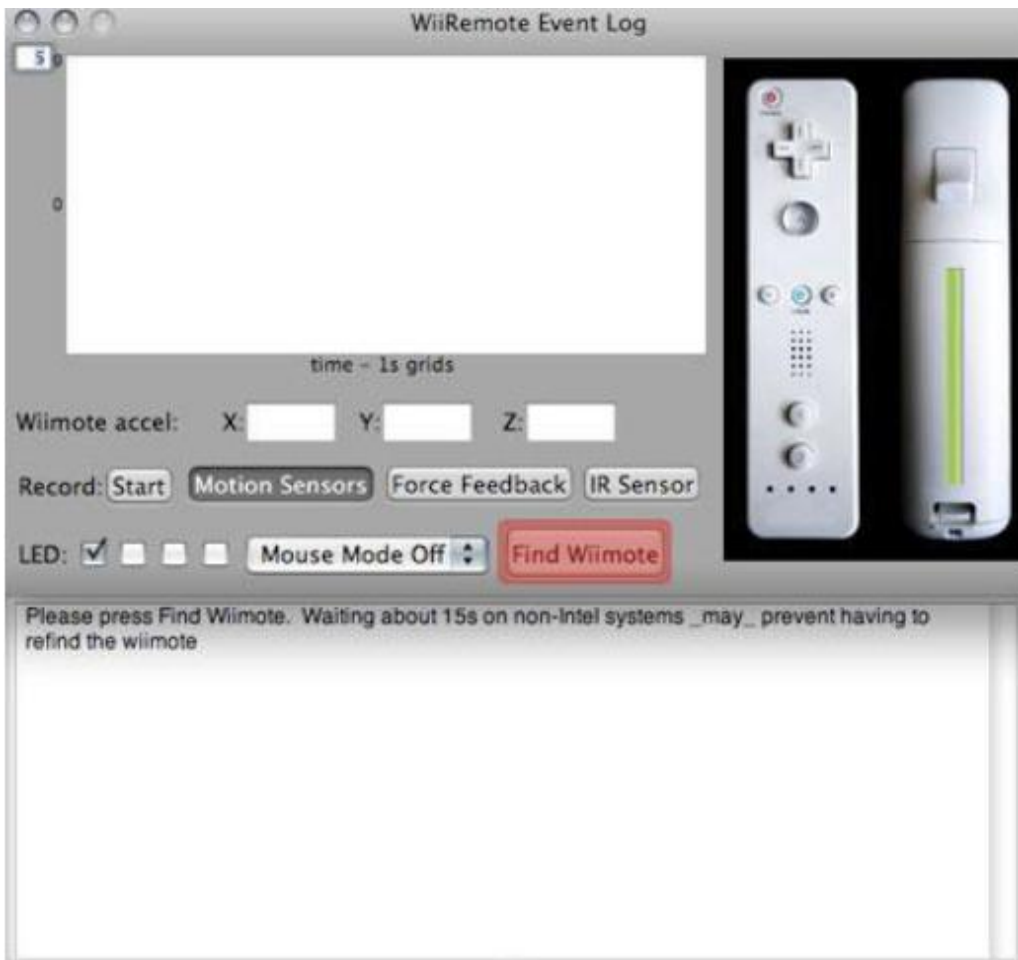 WiiRemote Event Log
5
0
time - 1s grids
Wiimote accel: X: Y: Z:
Record: Start Motion Sensors Force Feedback IR Sensor
LED: Mouse Mode Off Find Wiimote
Please press Find Wiimote. Waiting about 15s on non-Intel systems _may_ prevent having to
refind the wiimote